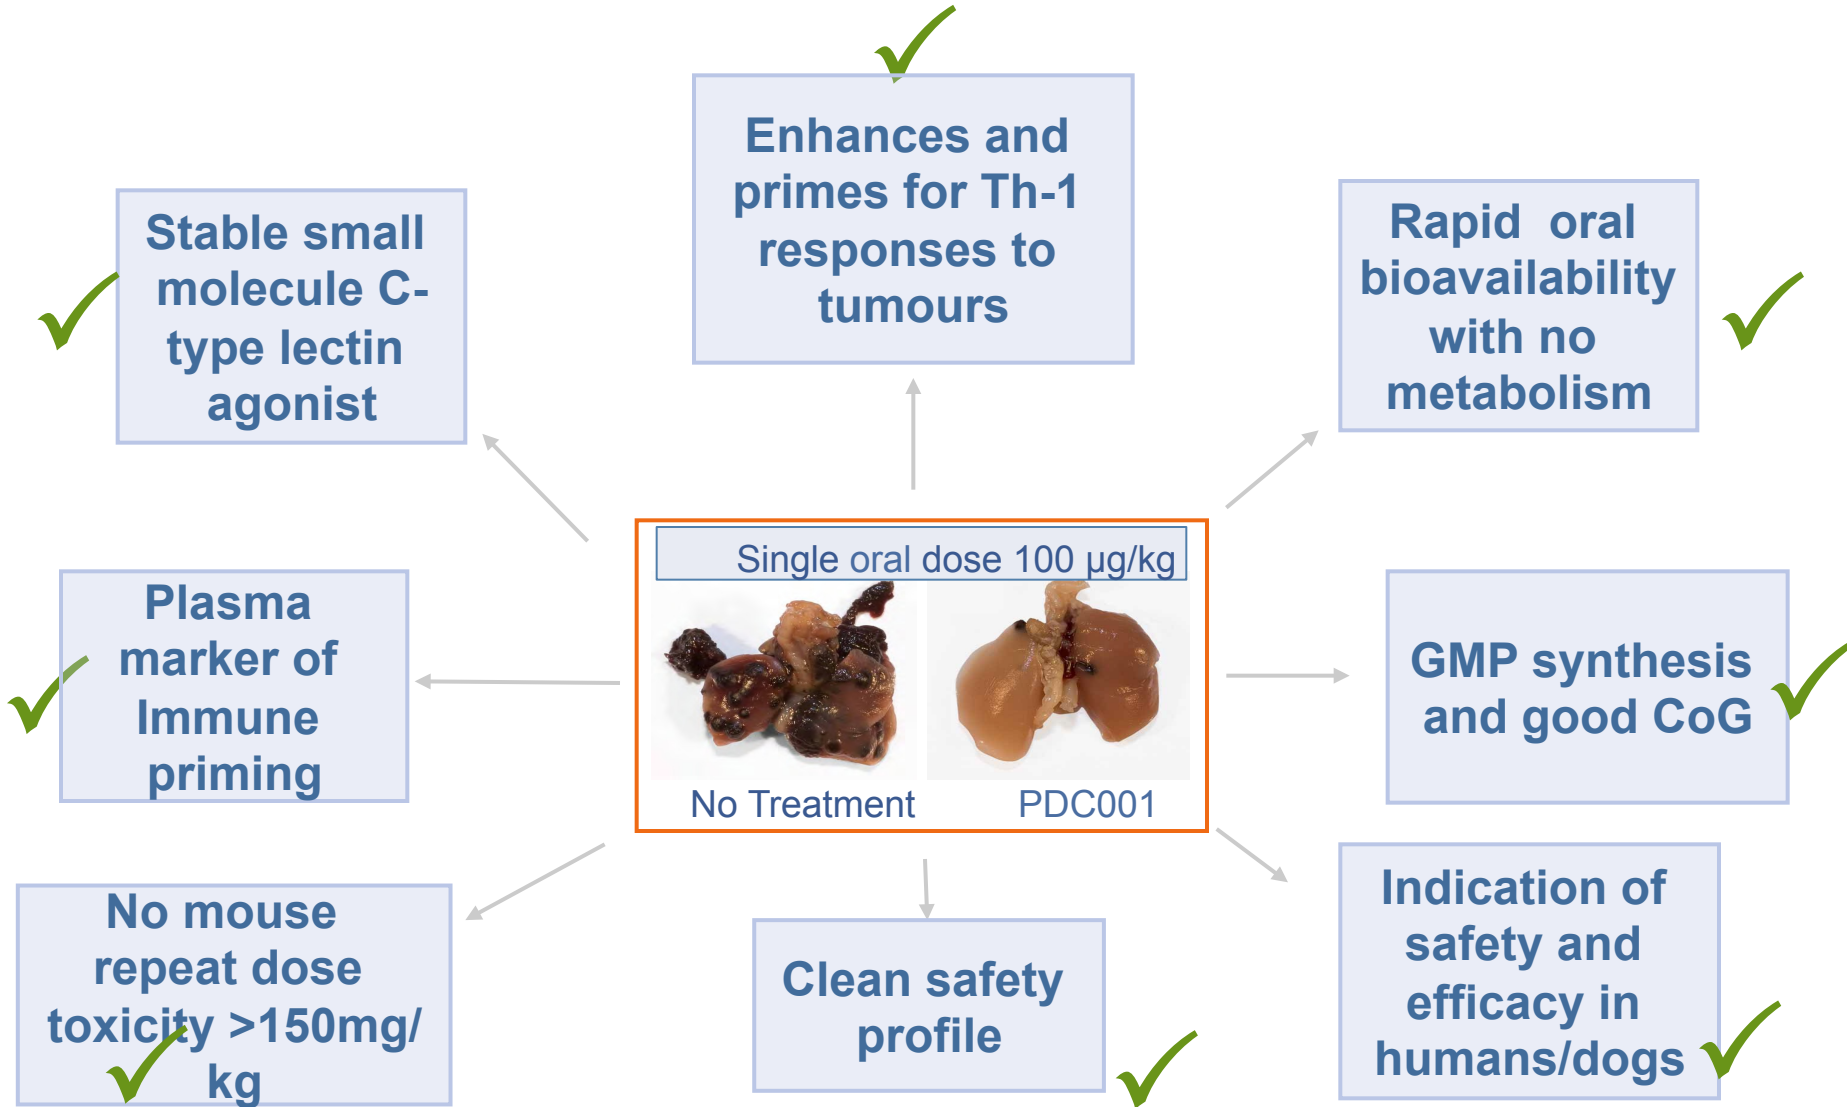 Enhances and
primes for Th-1
responses to
tumours
Stable small
molecule C-
type lectin
agonist
Rapid oral
bioavailability
with no
metabolism
Single oral dose 100 µg/kg
No Treatment
PDC001
Plasma
marker of
Immune
priming
GMP synthesis
and good CoG
No mouse
repeat dose
toxicity >150mg/
kg
Clean safety
profile
Indication of
safety and
efficacy in
humans/dogs